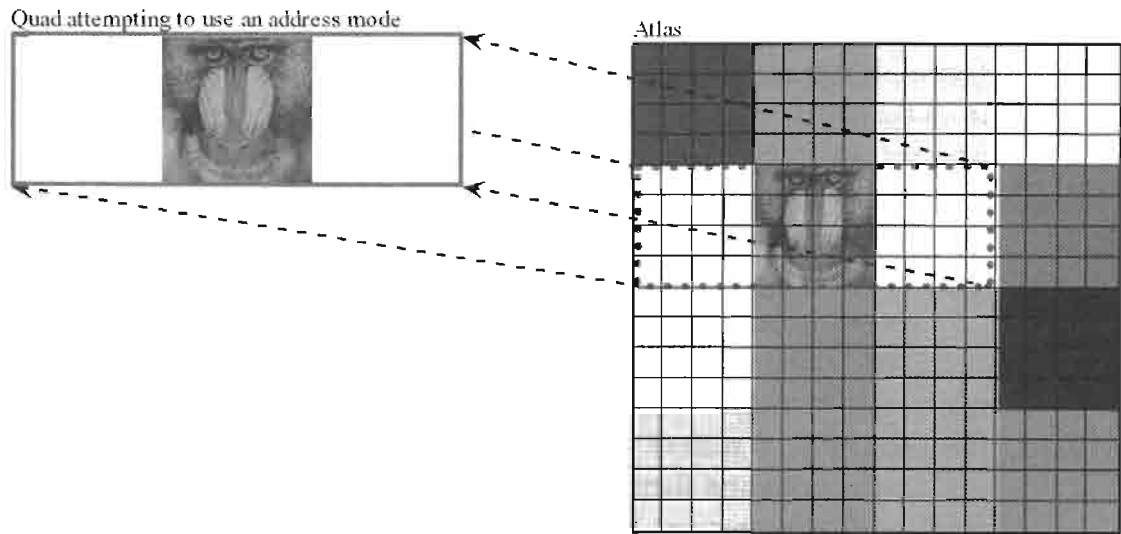 Quad attempting to use an address mode
Atlas